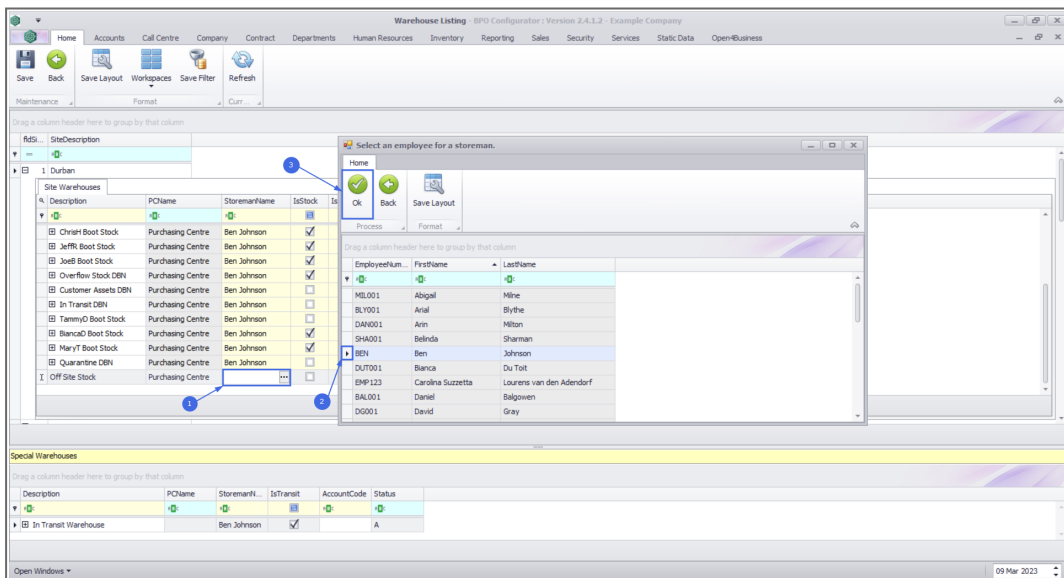 Warehouse Listing - BPO Configurator : Version 2.4.1.2 - Example Company
Home Accounts Call Centre Company Contract Departments Human Resources Inventory Reporting Sales Security Services Static Data Open4Business
Save Back Save Layout Workspaces Save Filter Refresh
Maintenance Format Curr...
Drag a column header here to group by that column
fldSi... SiteDescription
1 Durban
Site Warehouses
Description PCName StoremanName IsStock Is
ChrisH Boot Stock Purchasing Centre Ben Johnson
JeffR Boot Stock Purchasing Centre Ben Johnson
JoeB Boot Stock Purchasing Centre Ben Johnson
Overflow Stock DBN Purchasing Centre Ben Johnson
Customer Assets DBN Purchasing Centre Ben Johnson
In Transit DBN Purchasing Centre Ben Johnson
TammyD Boot Stock Purchasing Centre Ben Johnson
BiancaD Boot Stock Purchasing Centre Ben Johnson
MaryT Boot Stock Purchasing Centre Ben Johnson
Quarantine DBN Purchasing Centre Ben Johnson
Off Site Stock Purchasing Centre
1
2
3
Select an employee for a storeman.
Home
Ok Back Save Layout
Process Format
Drag a column header here to group by that column
EmployeeNum... FirstName LastName
MIL001 Abigail Milne
BLY001 Arial Blythe
DAN001 Arin Milton
SHA001 Belinda Sharman
BEN Ben Johnson
DUT001 Bianca Du Toit
EMP123 Carolina Suzzetta Lourens van den Adendorf
BAL001 Daniel Balgowen
DG001 David Gray
Special Warehouses
Drag a column header here to group by that column
Description PCName StoremanN... IsTransit AccountCode Status
In Transit Warehouse Ben Johnson A
Open Windows
09 Mar 2023